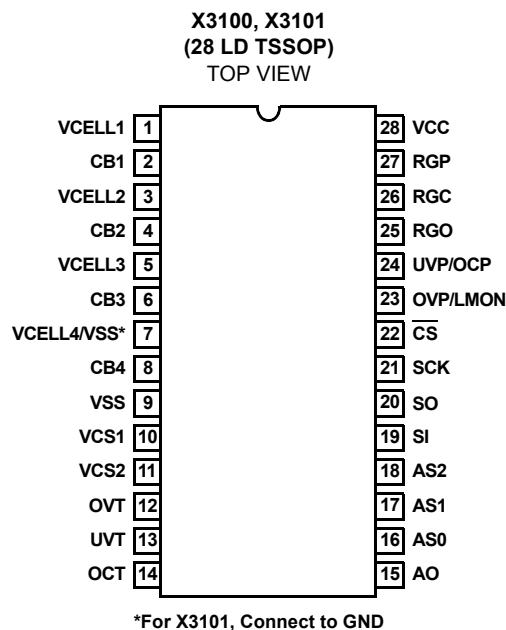 X3100, X3101
(28 LD TSSOP)
TOP VIEW
VCELL1 1 28 VCC
CB1 2 27 RGP
VCELL2 3 26 RGC
CB2 4 25 RGO
VCELL3 5 24 UVP/OCP
CB3 6 23 OVP/LMON
VCELL4/VSS* 7 22 CS
CB4 8 21 SCK
VSS 9 20 SO
VCS1 10 19 SI
VCS2 11 18 AS2
OVT 12 17 AS1
UVT 13 16 AS0
OCT 14 15 AO
*For X3101, Connect to GND